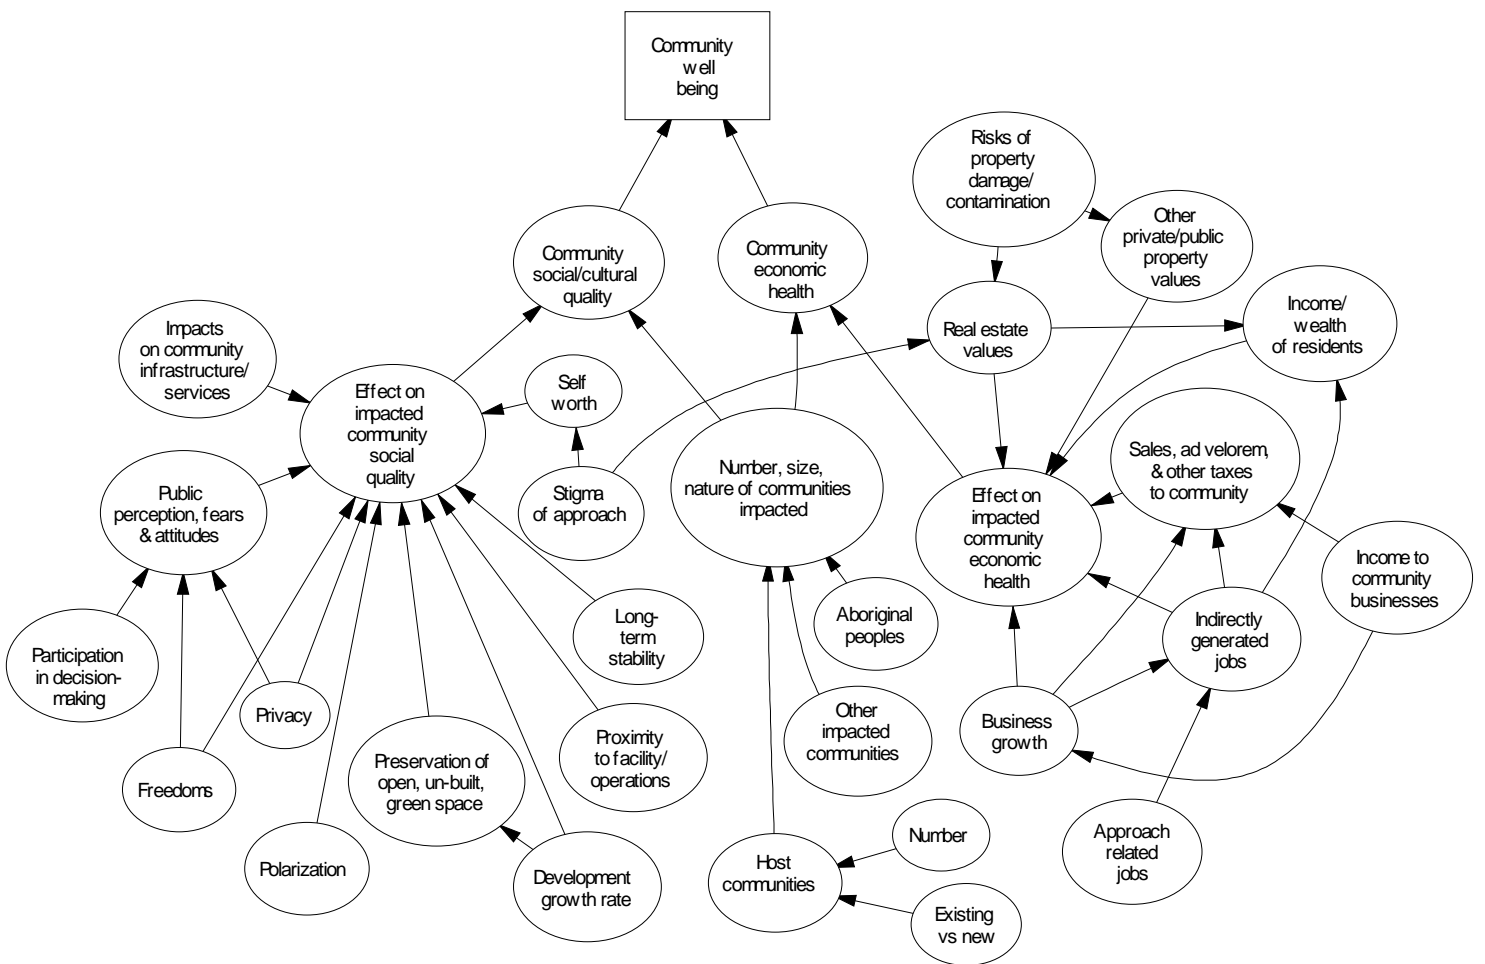 Community
well
being
Risks of
property
damage/
contamination
Other
private/public
property
values
Community
social/cultural
quality
Community
economic
health
Real estate
values
Income/
wealth
of residents
Impacts
on community
infrastructure/
services
Effect on
impacted
community
social
quality
Self
worth
Stigma
of approach
Number, size,
nature of communities
impacted
Effect on
impacted
community
economic
health
Sales, ad velorem,
& other taxes
to community
Public
perception, fears
& attitudes
Income to
community
businesses
Participation
in decision-
making
Privacy
Freedoms
Polarization
Preservation of
open, un-built,
green space
Development
growth rate
Proximity
to facility/
operations
Long-
term
stability
Aboriginal
peoples
Other
impacted
communities
Indirectly
generated
jobs
Business
growth
Approach
related
jobs
Host
communities
Number
Existing
vs new